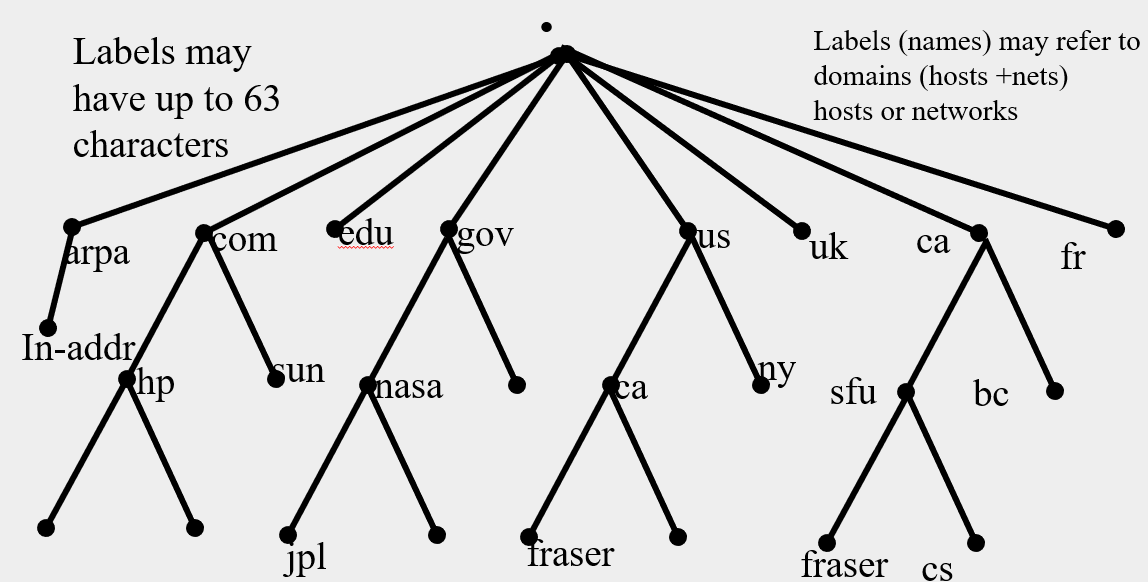 .
Labels may
have up to 63
characters
Labels (names) may refer to
domains (hosts +nets)
hosts or networks
arpa
com
edu
gov
us
uk
ca
fr
In-addr
hp
sun
nasa
ca
ny
sfu
bc
jpl
fraser
fraser
cs